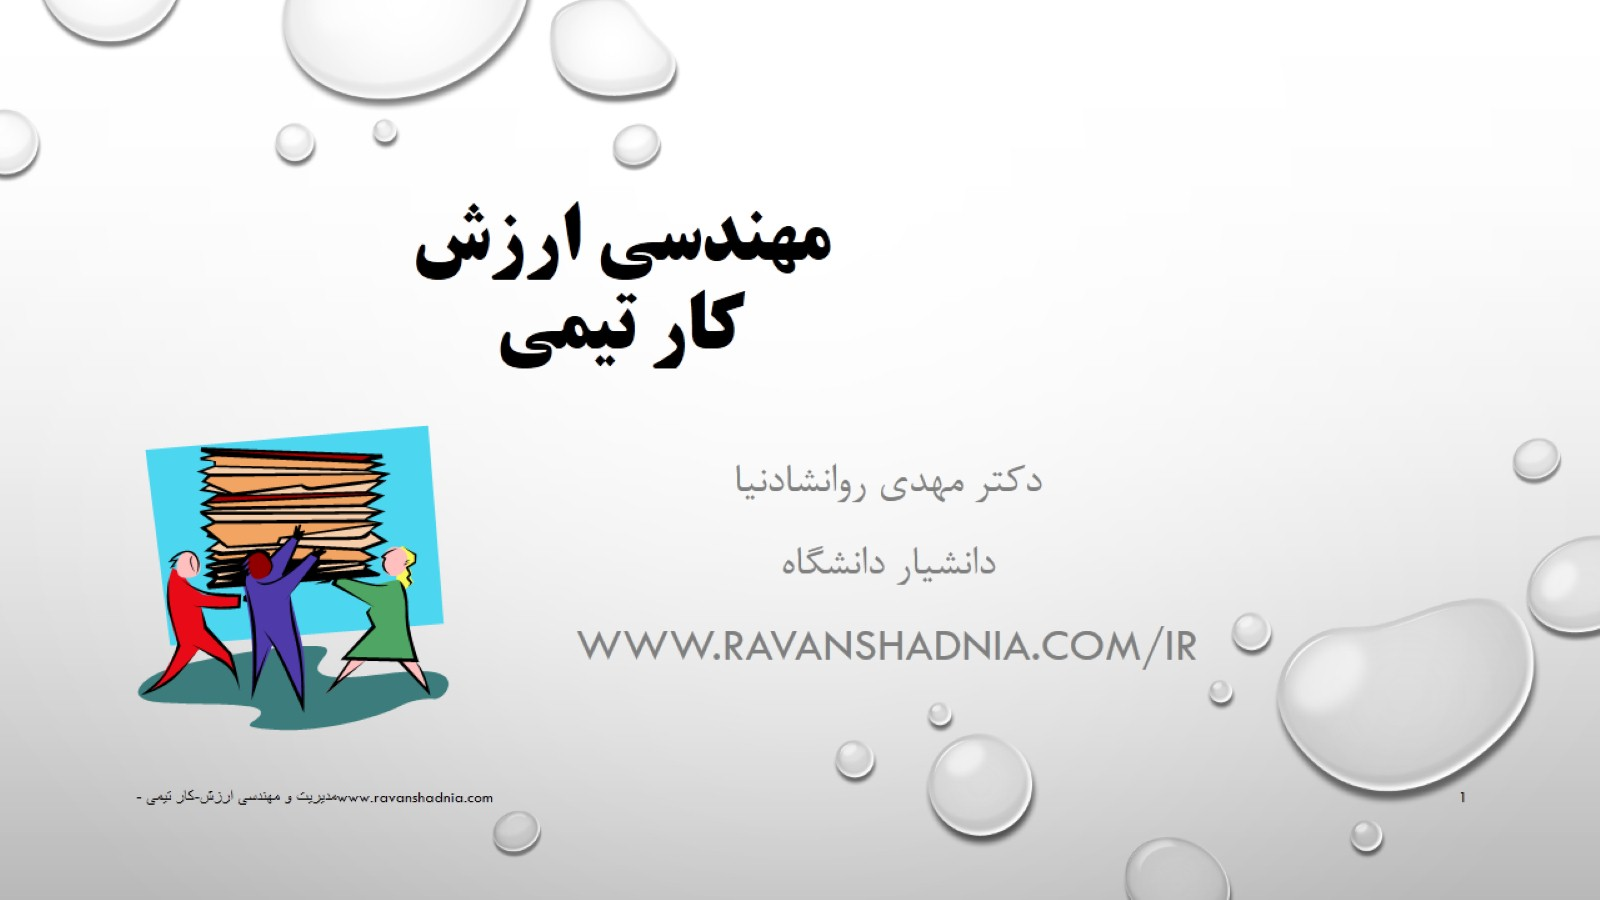 مهندسی ارزش
کار تیمی
دکتر مهدی روانشادنیا
دانشیار دانشگاه
WWW.RAVANSHADNIA.COM/IR
مدیریت و مهندسی ارزش-کار تیمی - www.ravanshadnia.com
1